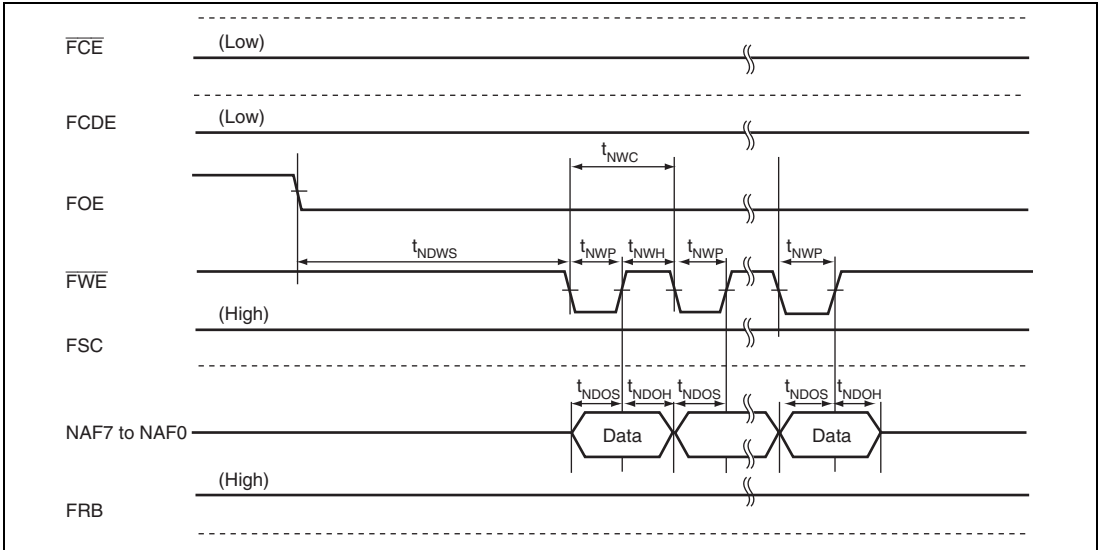 FCE (Low)
FCDE (Low)
tNWC
FOE
tNDWS tNWP tNWH tNWP tNWP
FWE
(High)
FSC
tNDOS tNDOH tNDOS tNDOS tNDOH
NAF7 to NAF0 Data Data
(High)
FRB